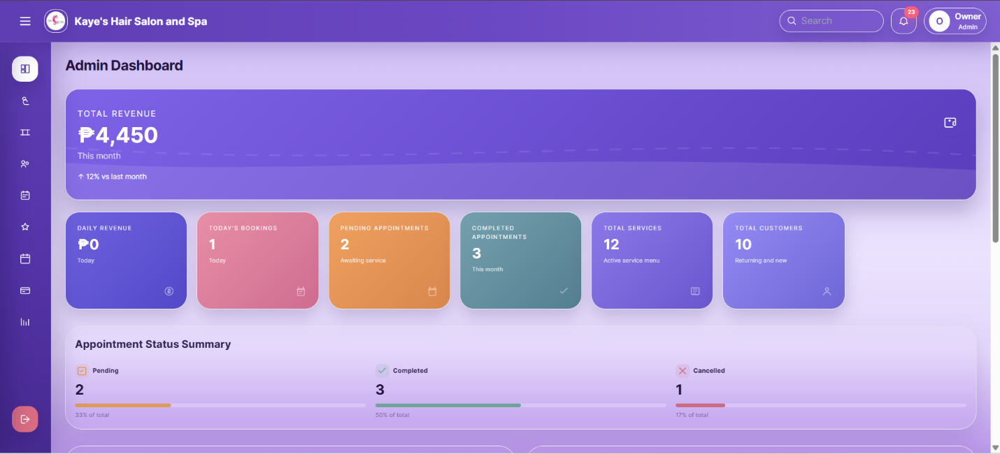 Kaye's Hair Salon and Spa
Search
23
O
Owner
Admin
Admin Dashboard
TOTAL REVENUE
₱4,450
This month
↑ 12% vs last month
DAILY REVENUE
₱0
Today
TODAY'S BOOKINGS
1
Today
PENDING APPOINTMENTS
2
Awaiting service
COMPLETED
APPOINTMENTS
3
This month
TOTAL SERVICES
12
Active service menu
TOTAL CUSTOMERS
10
Returning and new
Appointment Status Summary
Pending
2
33% of total
Completed
3
50% of total
Cancelled
1
17% of total